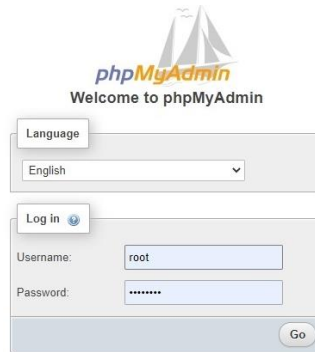 phpMyAdmin
Welcome to phpMyAdmin
Language
English
Log in
Username:
root
Password:
••••••••
Go